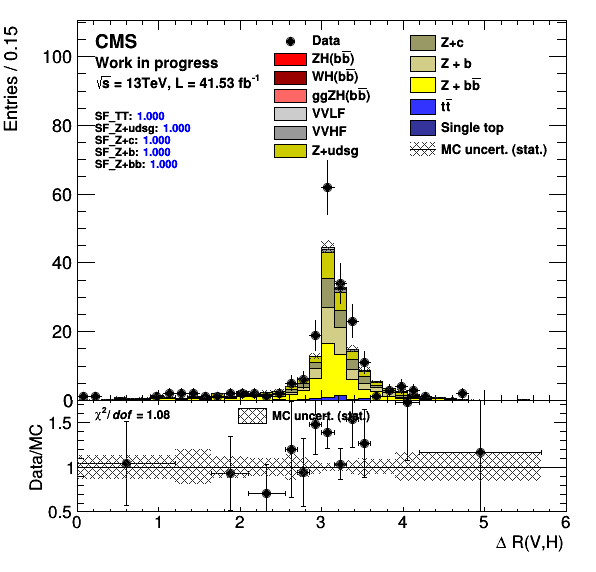 CMS
Work in progress
√s = 13TeV, L = 41.53 fb⁻¹
SF_TT: 1.000
SF_Z+udsg: 1.000
SF_Z+c: 1.000
SF_Z+b: 1.000
SF_Z+bb: 1.000
Data
ZH(bb̅)
WH(bb̅)
ggZH(bb̅)
VVLF
VVHF
Z+udsg
Z+c
Z + b
Z + bb̅
tt̅
Single top
MC uncert. (stat.)
Entries / 0.15
100
80
60
40
20
0
χ²/dof = 1.08
MC uncert. (stat.)
Data/MC
1.5
1
0.5
0 1 2 3 4 5 6
Δ R(V,H)